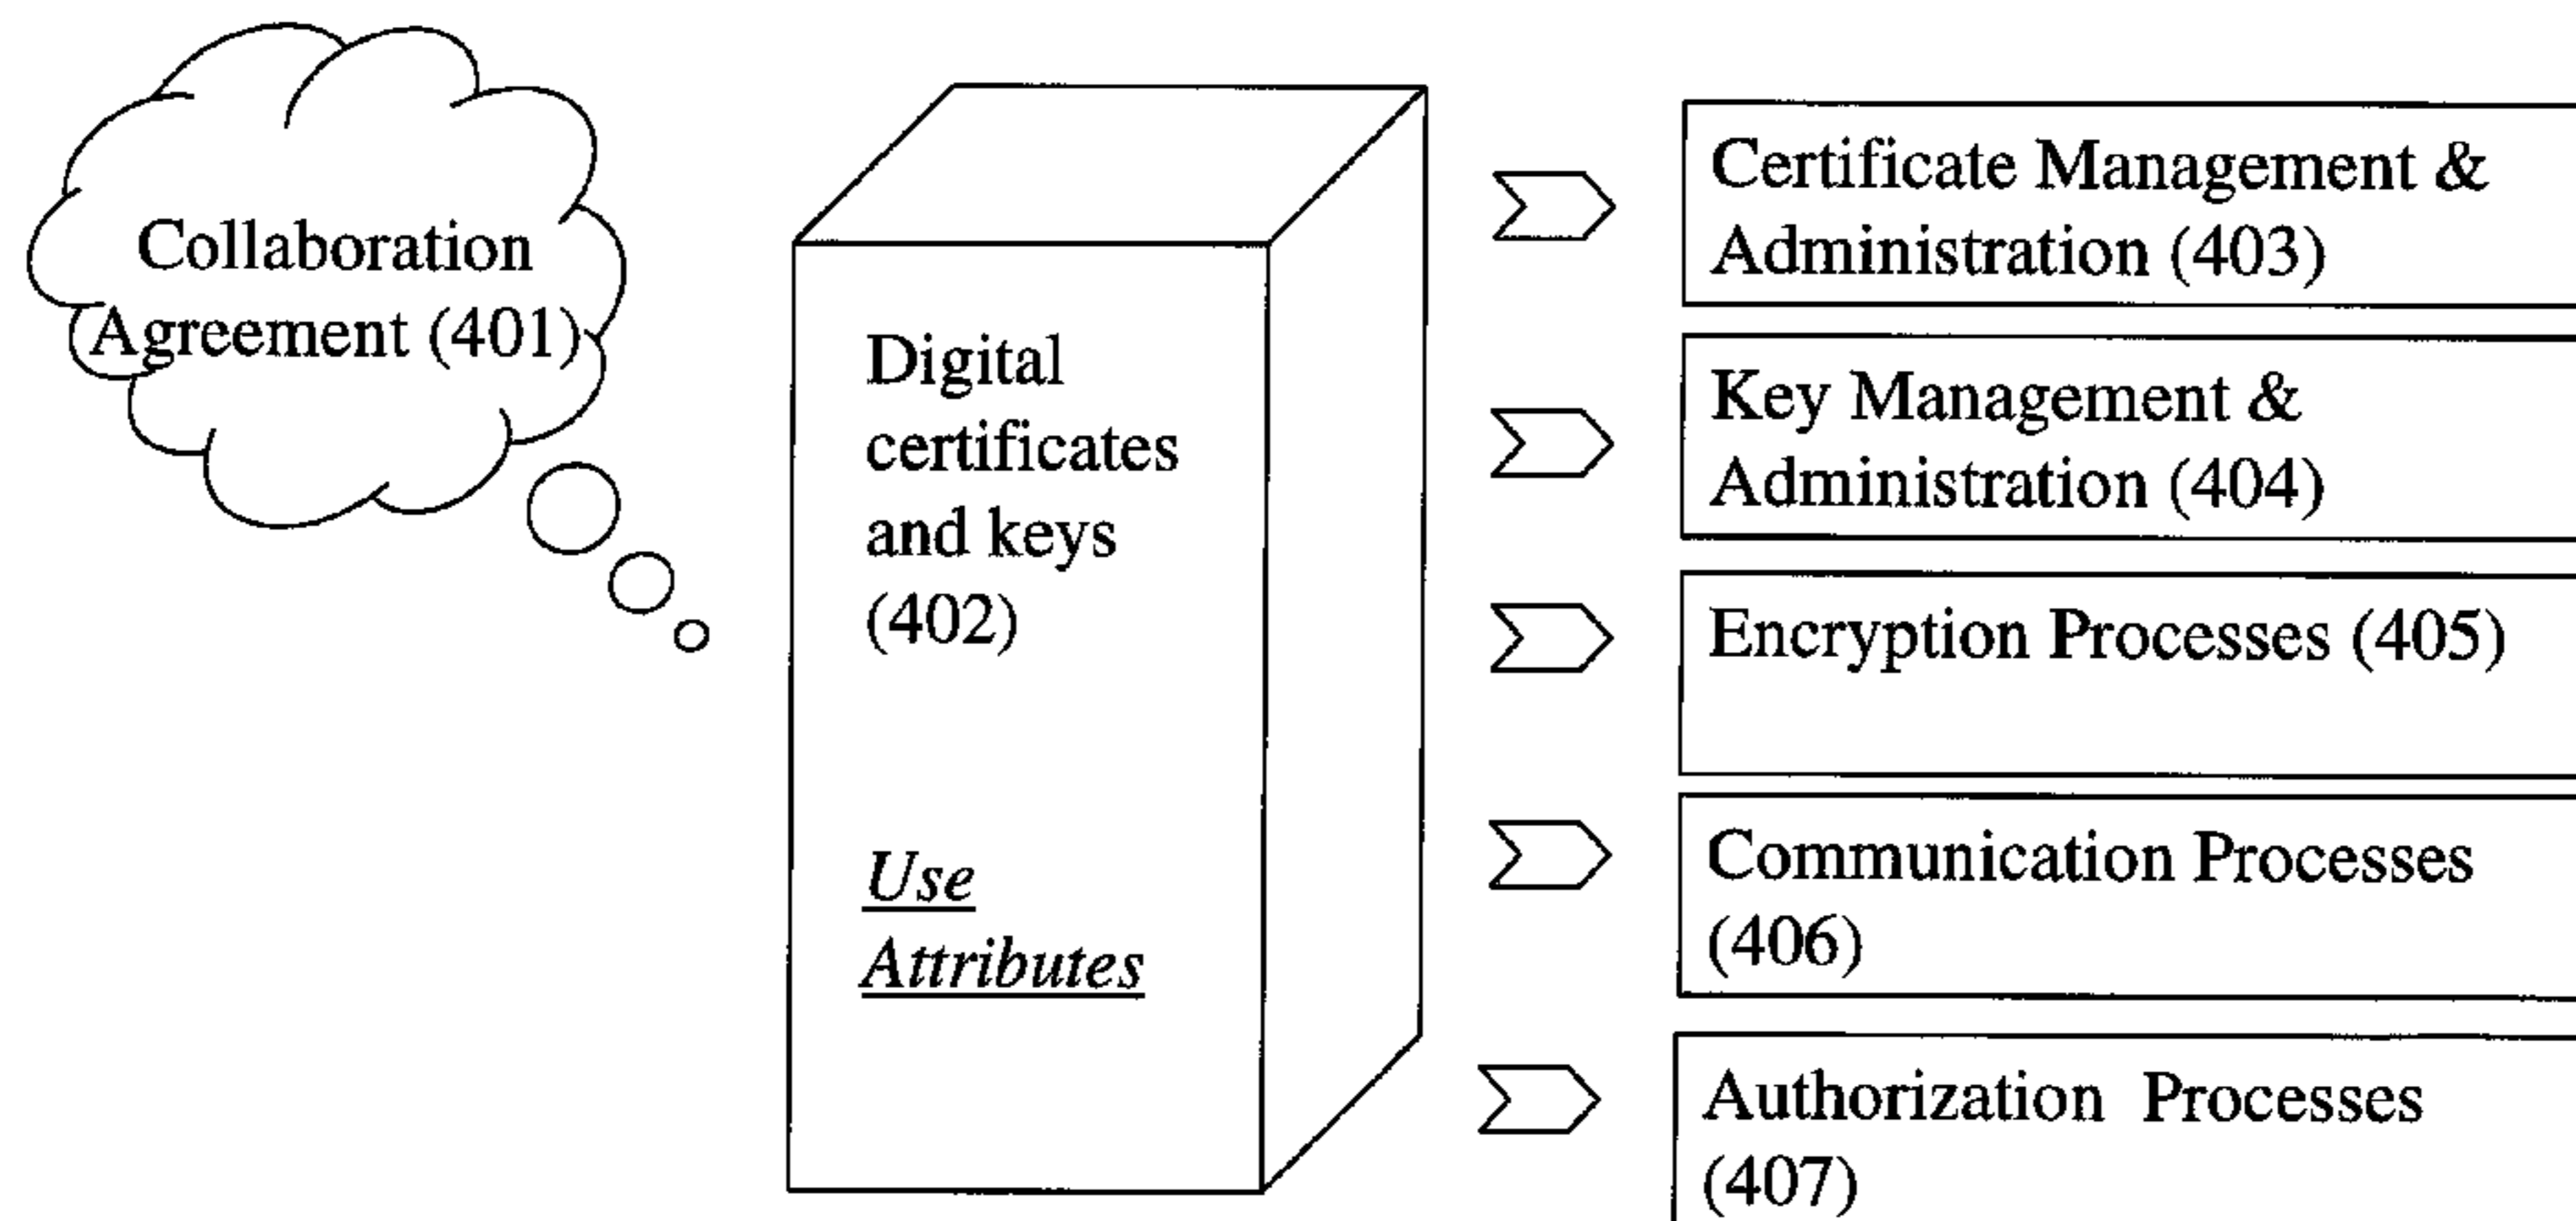 Collaboration
Agreement (401)
Digital
certificates
and keys
(402)
Use
Attributes
Certificate Management &
Administration (403)
Key Management &
Administration (404)
Encryption Processes (405)
Communication Processes
(406)
Authorization Processes
(407)